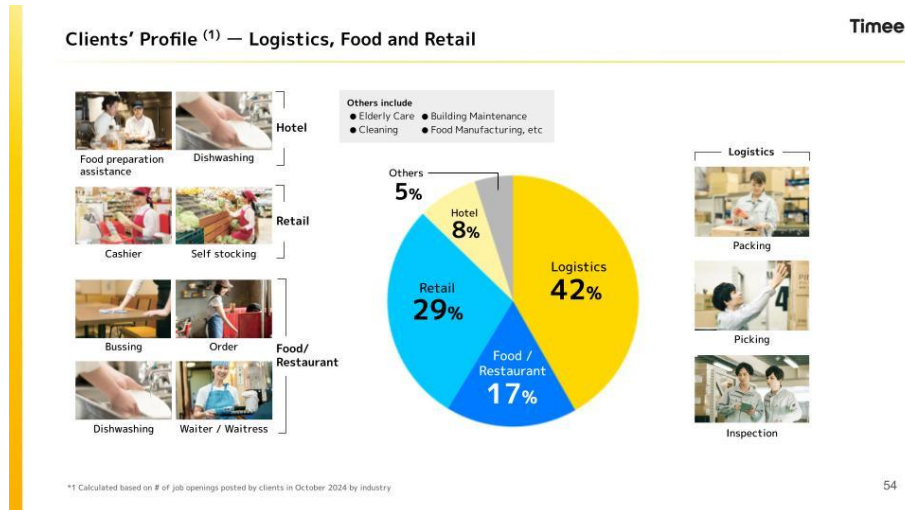 Clients’ Profile (1) — Logistics, Food and Retail
Timee
Food preparation
assistance
Dishwashing
Hotel
Cashier
Self stocking
Retail
Bussing
Order
Food/
Restaurant
Dishwashing
Waiter / Waitress
Others include
● Elderly Care ● Building Maintenance
● Cleaning ● Food Manufacturing, etc
Others
5%
Hotel
8%
Retail
29%
Logistics
42%
Food /
Restaurant
17%
Logistics
Packing
Picking
Inspection
*1 Calculated based on # of job openings posted by clients in October 2024 by industry
54